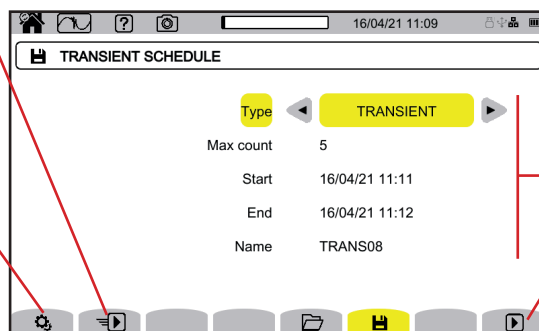 16/04/21 11:09
TRANSIENT SCHEDULE
Type TRANSIENT
Max count 5
Start 16/04/21 11:11
End 16/04/21 11:12
Name TRANS08